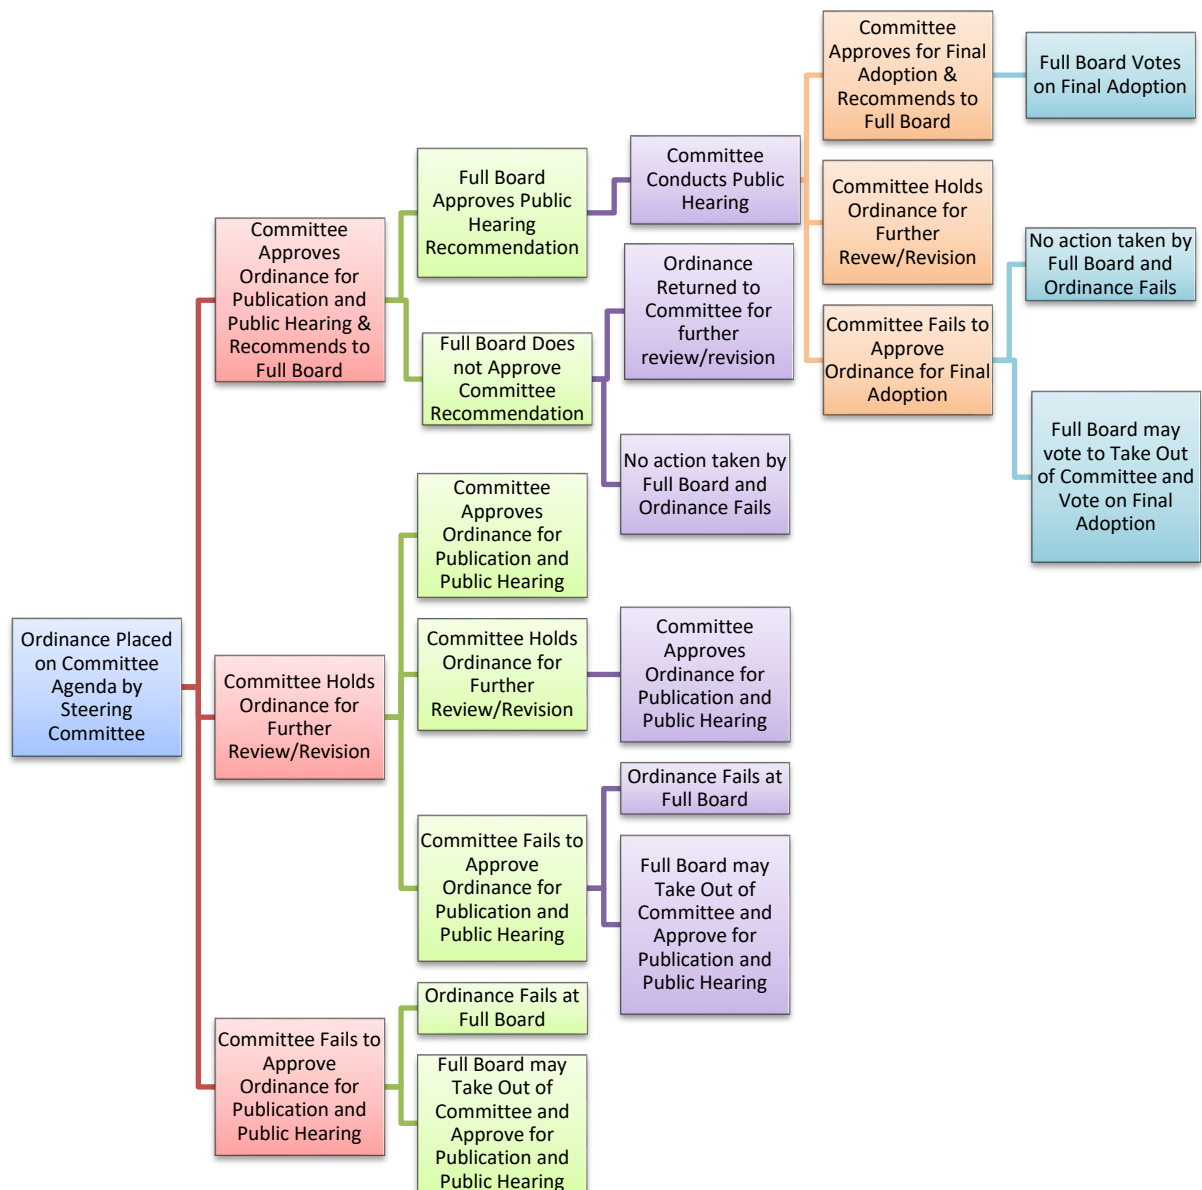 Ordinance Placed
on Committee
Agenda by
Steering
Committee
Committee
Approves
Ordinance for
Publication and
Public Hearing &
Recommends to
Full Board
Full Board
Approves Public
Hearing
Recommendation
Committee
Conducts Public
Hearing
Committee
Approves for Final
Adoption &
Recommends to
Full Board
Full Board Votes
on Final Adoption
Committee Holds
Ordinance for
Further
Revew/Revision
Committee Fails to
Approve
Ordinance for Final
Adoption
No action taken by
Full Board and
Ordinance Fails
Full Board may
vote to Take Out
of Committee and
Vote on Final
Adoption
Full Board Does
not Approve
Committee
Recommendation
Ordinance
Returned to
Committee for
further
review/revision
No action taken by
Full Board and
Ordinance Fails
Committee Holds
Ordinance for
Further
Review/Revision
Committee
Approves
Ordinance for
Publication and
Public Hearing
Committee Holds
Ordinance for
Further
Review/Revision
Committee
Approves
Ordinance for
Publication and
Public Hearing
Committee Fails to
Approve
Ordinance for
Publication and
Public Hearing
Ordinance Fails at
Full Board
Full Board may
Take Out of
Committee and
Approve for
Publication and
Public Hearing
Committee Fails to
Approve
Ordinance for
Publication and
Public Hearing
Ordinance Fails at
Full Board
Full Board may
Take Out of
Committee and
Approve for
Publication and
Public Hearing